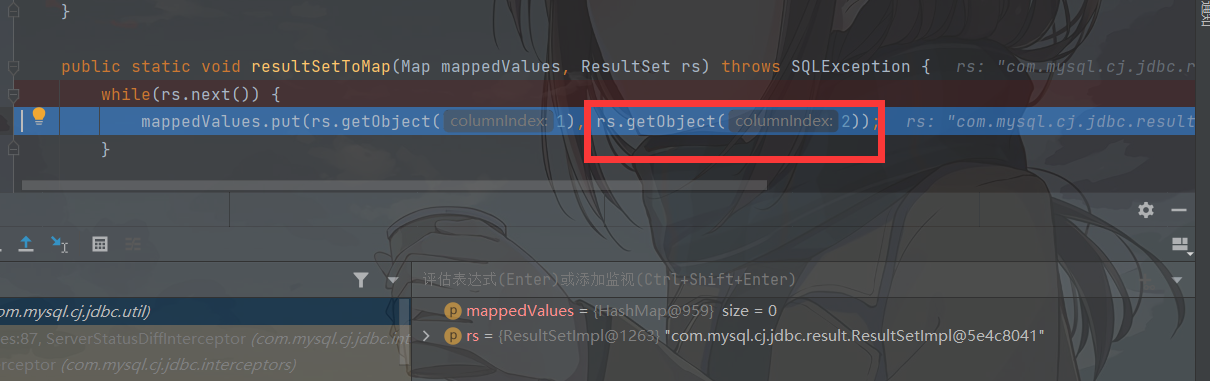 }
public static void resultSetToMap(Map mappedValues, ResultSet rs) throws SQLException { rs: "com.mysql.cj.jdbc.r
while(rs.next()) {
mappedValues.put(rs.getObject( columnIndex: 1), rs.getObject( columnIndex: 2)); rs: "com.mysql.cj.jdbc.result
}
评估表达式(Enter)或添加监视(Ctrl+Shift+Enter)
om.mysql.cj.jdbc.util)
es:87, ServerStatusDiffInterceptor (com.mysql.cj.jdbc.int
rceptor (com.mysql.cj.jdbc.interceptors)
p mappedValues = {HashMap@959} size = 0
p rs = {ResultSetImpl@1263} "com.mysql.cj.jdbc.result.ResultSetImpl@5e4c8041"